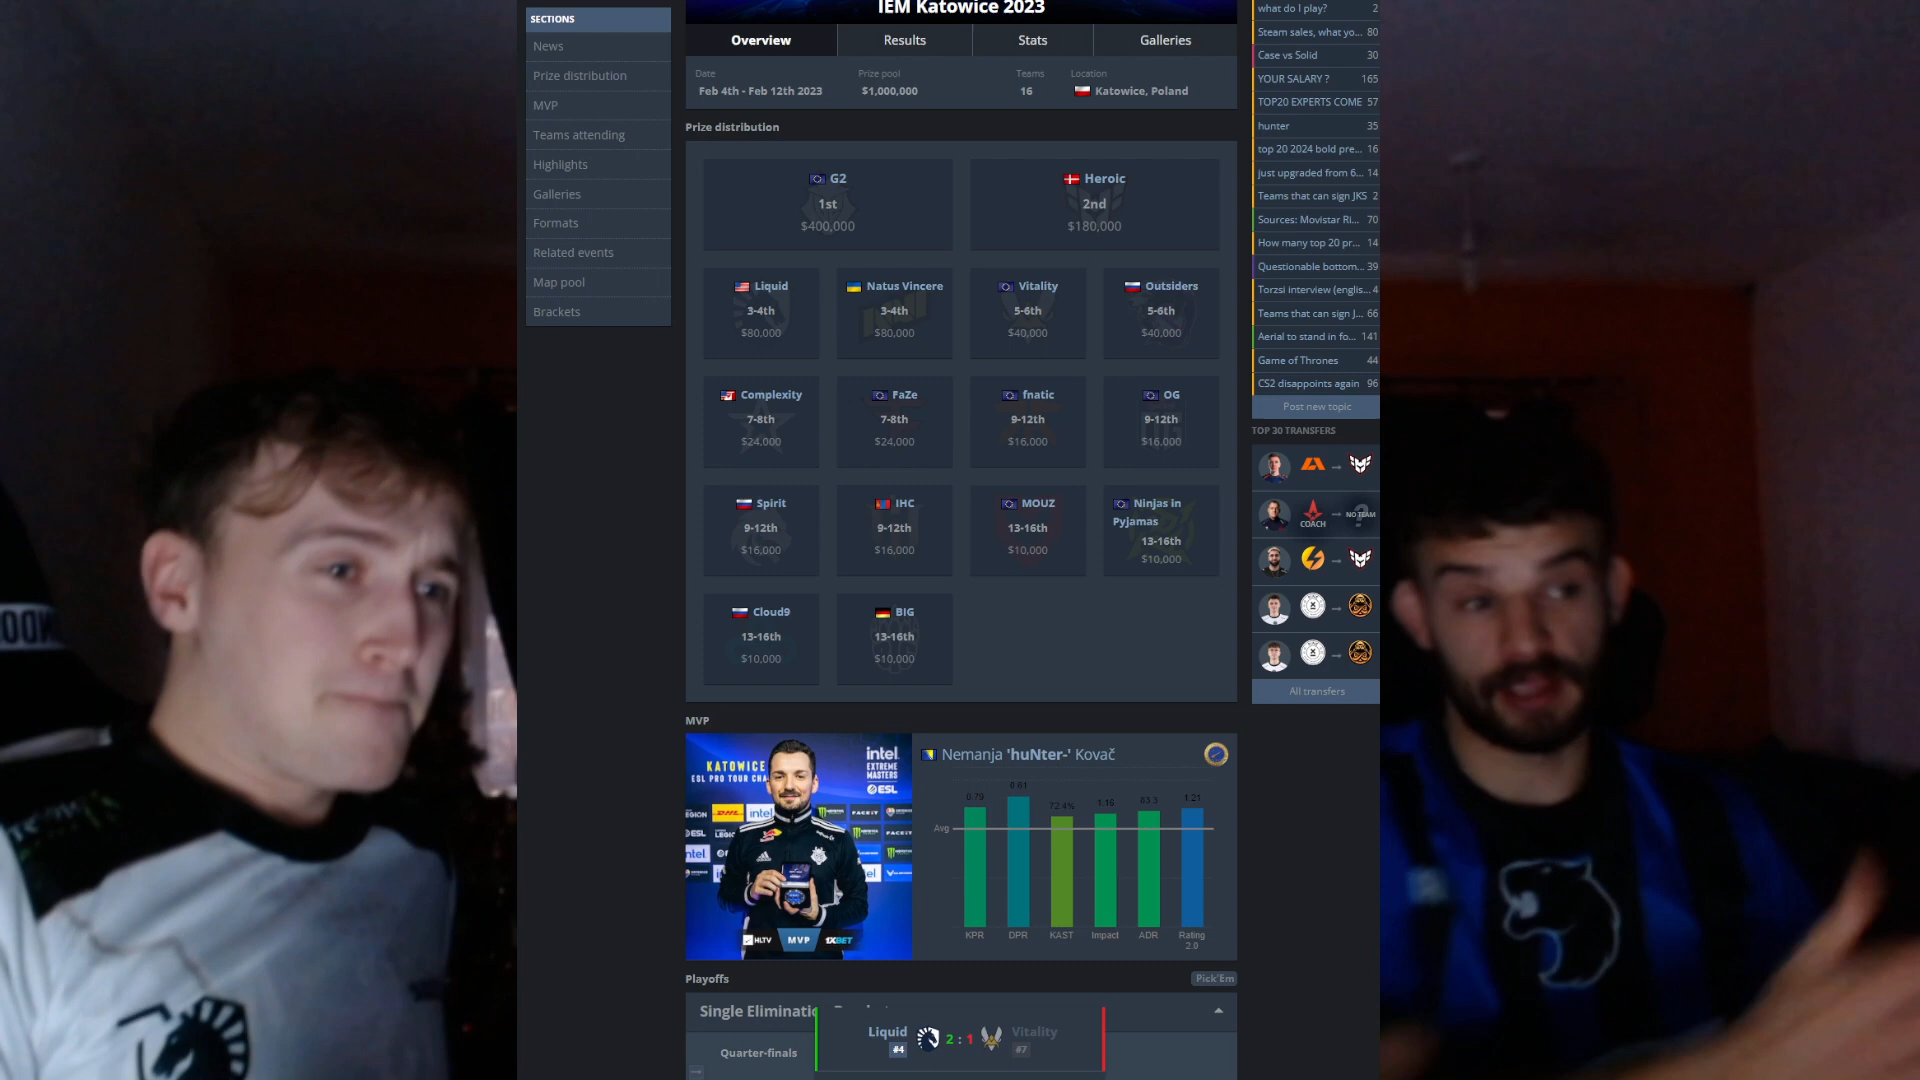 SECTIONS
News
Prize distribution
MVP
Teams attending
Highlights
Galleries
Formats
Related events
Map pool
Brackets
IEM Katowice 2023
Overview Results Stats Galleries
Date Prize pool Teams Location
Feb 4th - Feb 12th 2023 $1,000,000 16 Katowice, Poland
Prize distribution
G2 Heroic
1st 2nd
$400,000 $180,000
Liquid Natus Vincere Vitality Outsiders
3-4th 3-4th 5-6th 5-6th
$80,000 $80,000 $40,000 $40,000
Complexity FaZe fnatic OG
7-8th 7-8th 9-12th 9-12th
$24,000 $24,000 $16,000 $16,000
Spirit IHC MOUZ Ninjas in
Pyjamas
9-12th 9-12th 13-16th 13-16th
$16,000 $16,000 $10,000 $10,000
Cloud9 BIG
13-16th 13-16th
$10,000 $10,000
MVP
KATOWICE
ESL PRO TOUR CHA
intel
EXTREME
MASTERS
ESL
HLTV MVP 1XBET
Nemanja 'huNter-' Kovač
0.79 0.61 72.4% 1.16 83.3 1.21
Avg
KPR DPR KAST Impact ADR Rating
2.0
Playoffs Pick'Em
Single Eliminatio
Quarter-finals
Liquid 2 : 1 Vitality
#4 #7
what do I play? 2
Steam sales, what yo... 80
Case vs Solid 30
YOUR SALARY ? 165
TOP20 EXPERTS COME 57
hunter 35
top 20 2024 bold pre... 16
just upgraded from 6... 14
Teams that can sign JKS 2
Sources: Movistar Ri... 70
How many top 20 pr... 14
Questionable bottom... 39
Torzsi interview (englis... 4
Teams that can sign J... 66
Aerial to stand in fo... 141
Game of Thrones 44
CS2 disappoints again 96
Post new topic
TOP 30 TRANSFERS
COACH NO TEAM
All transfers